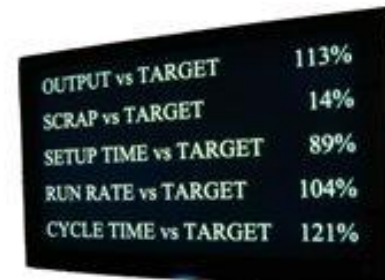 OUTPUT vs TARGET 113%
SCRAP vs TARGET 14%
SETUP TIME vs TARGET 89%
RUN RATE vs TARGET 104%
CYCLE TIME vs TARGET 121%